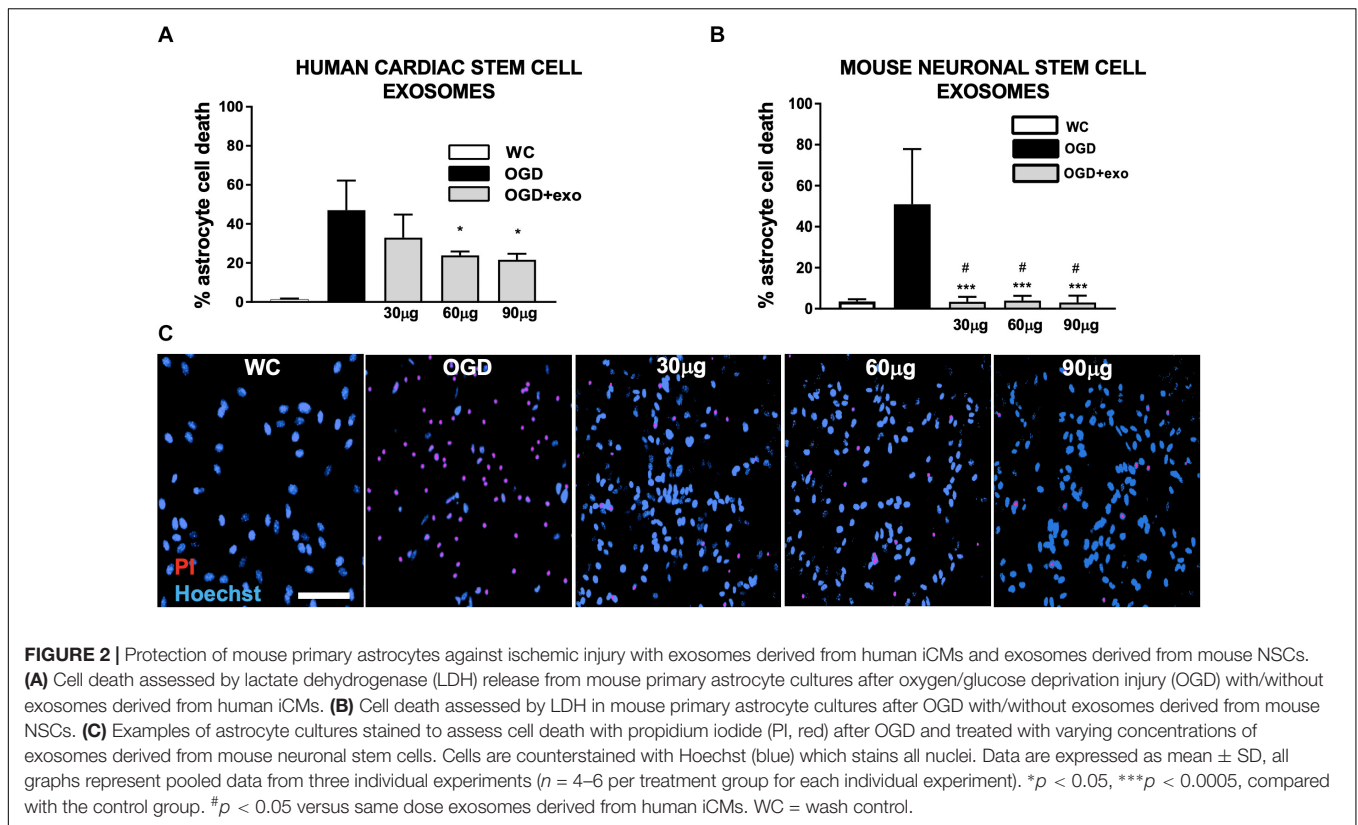 A
HUMAN CARDIAC STEM CELL
EXOSOMES
% astrocyte cell death
100
80
60
40
20
0
WC
OGD
OGD+exo
*
*
30μg
60μg
90μg
B
MOUSE NEURONAL STEM CELL
EXOSOMES
% astrocyte cell death
100
80
60
40
20
0
WC
OGD
OGD+exo
# # #
*** *** ***
30μg
60μg
90μg
C
WC
OGD
30μg
60μg
90μg
PI
Hoechst
FIGURE 2 | Protection of mouse primary astrocytes against ischemic injury with exosomes derived from human iCMs and exosomes derived from mouse NSCs.
(A) Cell death assessed by lactate dehydrogenase (LDH) release from mouse primary astrocyte cultures after oxygen/glucose deprivation injury (OGD) with/without
exosomes derived from human iCMs. (B) Cell death assessed by LDH in mouse primary astrocyte cultures after OGD with/without exosomes derived from mouse
NSCs. (C) Examples of astrocyte cultures stained to assess cell death with propidium iodide (PI, red) after OGD and treated with varying concentrations of
exosomes derived from mouse neuronal stem cells. Cells are counterstained with Hoechst (blue) which stains all nuclei. Data are expressed as mean ± SD, all
graphs represent pooled data from three individual experiments (n = 4–6 per treatment group for each individual experiment). *p < 0.05, ***p < 0.0005, compared
with the control group. #p < 0.05 versus same dose exosomes derived from human iCMs. WC = wash control.